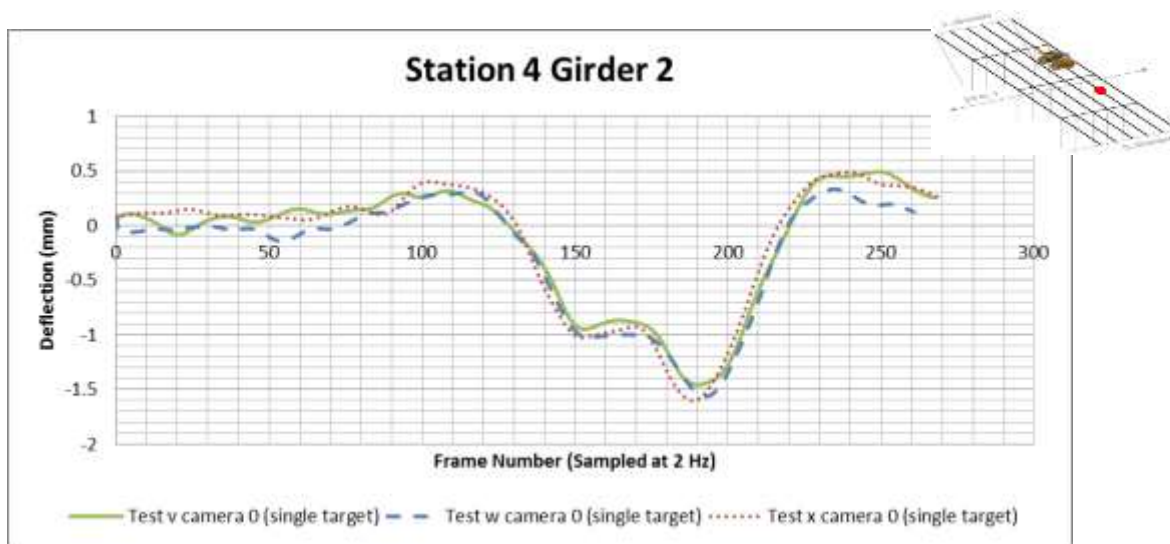 Station 4 Girder 2
1
0.5
0
-0.5
-1
-1.5
-2
0 50 100 150 200 250 300
Deflection (mm)
Frame Number (Sampled at 2 Hz)
Test v camera 0 (single target) Test w camera 0 (single target) Test x camera 0 (single target)